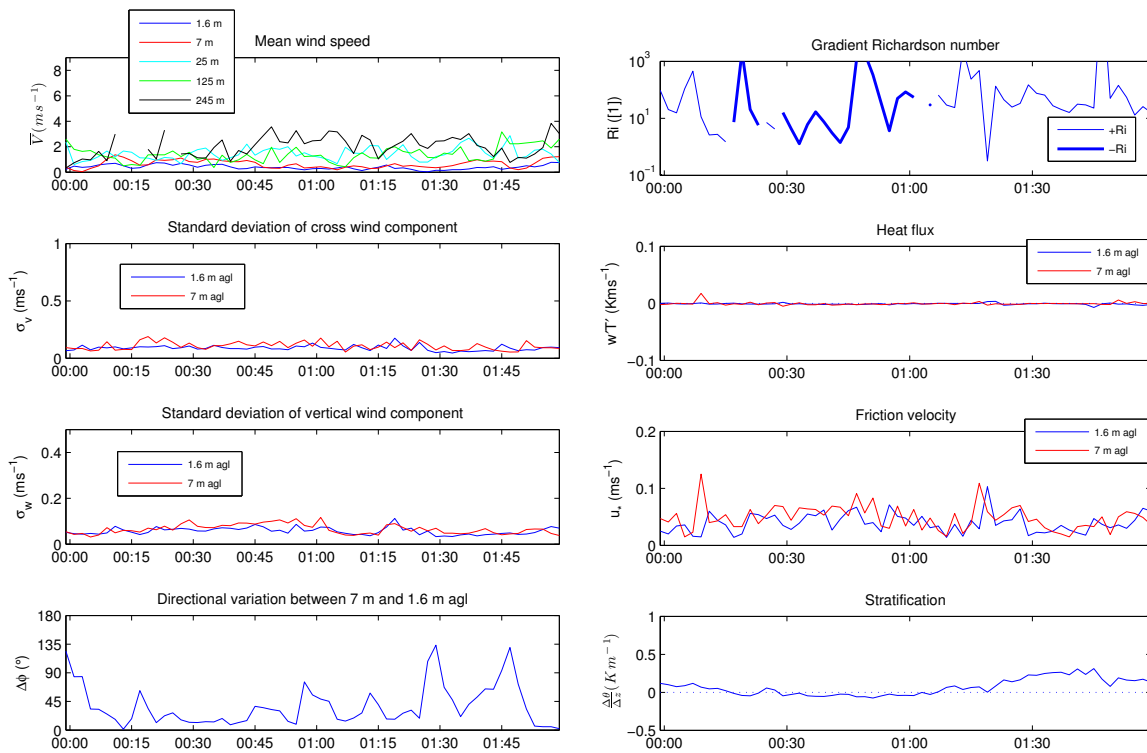 Mean wind speed
1.6 m
7 m
25 m
125 m
245 m
V̅ (ms⁻¹)
8
6
4
2
0
00:00 00:15 00:30 00:45 01:00 01:15 01:30 01:45
Gradient Richardson number
Ri ([1])
10³
10¹
10⁻¹
+Ri
−Ri
00:00 00:30 01:00 01:30
Standard deviation of cross wind component
σᵥ (ms⁻¹)
1
0.5
0
1.6 m agl
7 m agl
00:00 00:15 00:30 00:45 01:00 01:15 01:30 01:45
Heat flux
w'T' (Kms⁻¹)
0.1
0
−0.1
1.6 m agl
7 m agl
00:00 00:30 01:00 01:30
Standard deviation of vertical wind component
σ_w (ms⁻¹)
0.4
0.2
0
1.6 m agl
7 m agl
00:00 00:15 00:30 00:45 01:00 01:15 01:30 01:45
Friction velocity
u* (ms⁻¹)
0.2
0.1
0
1.6 m agl
7 m agl
00:00 00:30 01:00 01:30
Directional variation between 7 m and 1.6 m agl
Δϕ (°)
180
135
90
45
0
00:00 00:15 00:30 00:45 01:00 01:15 01:30 01:45
Stratification
Δθ/Δz (K m⁻¹)
1
0.5
0
−0.5
00:00 00:30 01:00 01:30